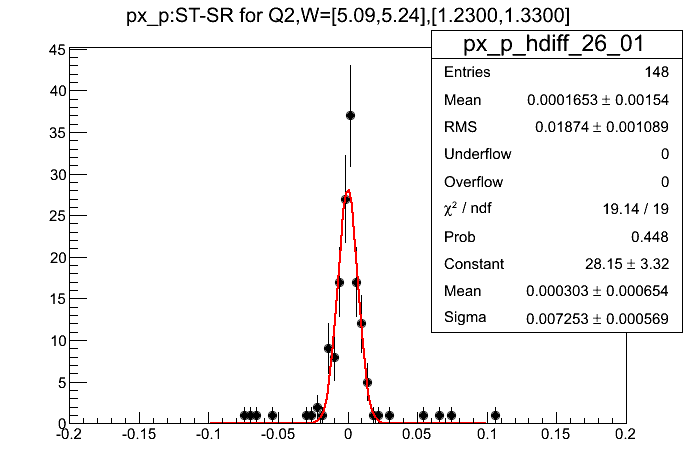 px_p:ST-SR for Q2,W=[5.09,5.24],[1.2300,1.3300]
px_p_hdiff_26_01
Entries 148
Mean 0.0001653 ± 0.00154
RMS 0.01874 ± 0.001089
Underflow 0
Overflow 0
χ² / ndf 19.14 / 19
Prob 0.448
Constant 28.15 ± 3.32
Mean 0.000303 ± 0.000654
Sigma 0.007253 ± 0.000569
45
40
35
30
25
20
15
10
5
0
-0.2 -0.15 -0.1 -0.05 0 0.05 0.1 0.15 0.2